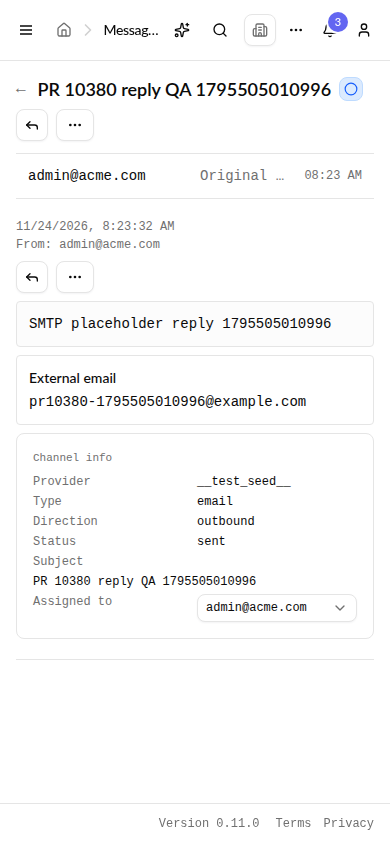 Messag...
3
← PR 10380 reply QA 1795505010996
admin@acme.com Original … 08:23 AM
11/24/2026, 8:23:32 AM
From: admin@acme.com
SMTP placeholder reply 1795505010996
External email
pr10380-1795505010996@example.com
Channel info
Provider __test_seed__
Type email
Direction outbound
Status sent
Subject
PR 10380 reply QA 1795505010996
Assigned to admin@acme.com
Version 0.11.0 Terms Privacy